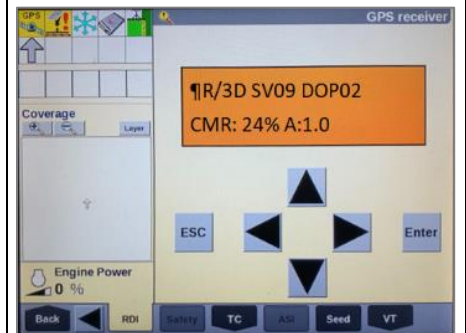 GPS
GPS receiver
¶R/3D SV09 DOP02
CMR: 24% A:1.0
Coverage
Layer
ESC
Enter
Engine Power
0 %
Back
RDI
Safety
TC
ASI
Seed
VT